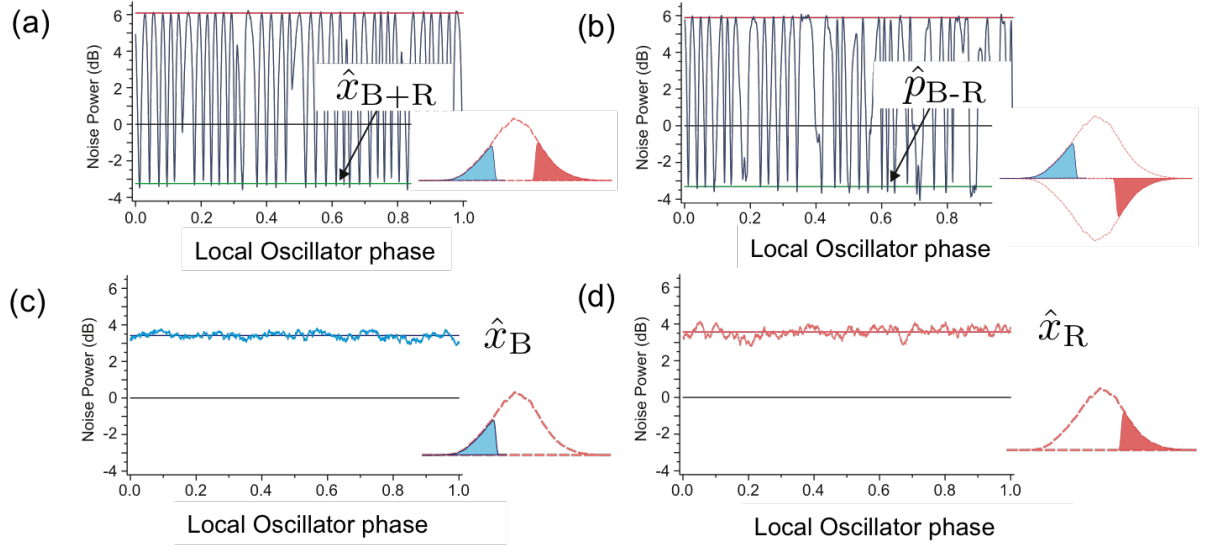 (a)
Noise Power (dB)
6
4
2
0
-2
-4
x̂B+R
0.0 0.2 0.4 0.6 0.8 1.0
Local Oscillator phase
(b)
Noise Power (dB)
6
4
2
0
-2
-4
p̂B-R
0.0 0.2 0.4 0.6 0.8
Local Oscillator phase
(c)
Noise Power (dB)
6
4
2
0
-2
-4
x̂B
0.0 0.2 0.4 0.6 0.8 1.0
Local Oscillator phase
(d)
Noise Power (dB)
6
4
2
0
-2
-4
x̂R
0.0 0.2 0.4 0.6 0.8 1.0
Local Oscillator phase